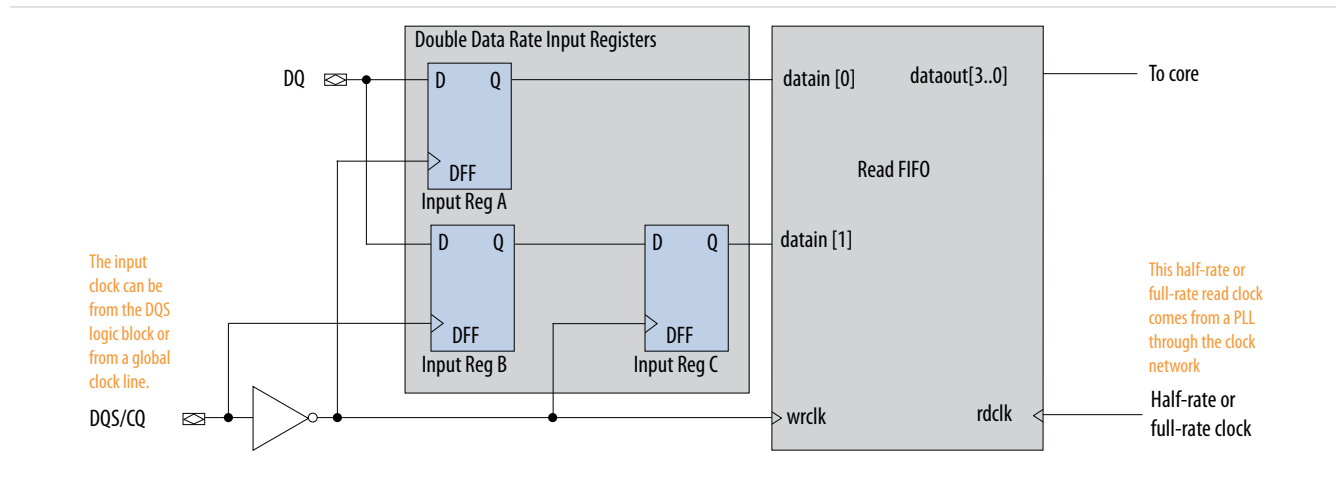 Double Data Rate Input Registers
DQ
D
Q
DFF
Input Reg A
datain [0]
dataout[3..0]
To core
Read FIFO
D
Q
DFF
Input Reg B
D
Q
DFF
Input Reg C
datain [1]
The input
clock can be
from the DQS
logic block or
from a global
clock line.
This half-rate or
full-rate read clock
comes from a PLL
through the clock
network
DQS/CQ
wrclk
rdclk
Half-rate or
full-rate clock